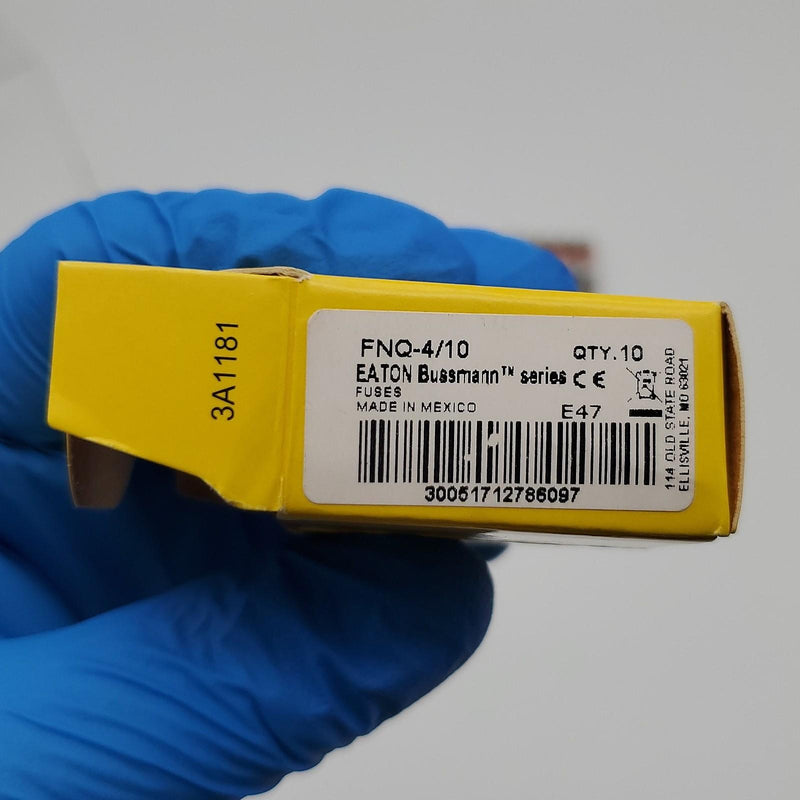 3A1181
FNQ-4/10 QTY.10
EATON Bussmann™ series CE
FUSES
MADE IN MEXICO E47
30051712786097
114 OLD STATE ROAD
ELLISVILLE, MO 63021